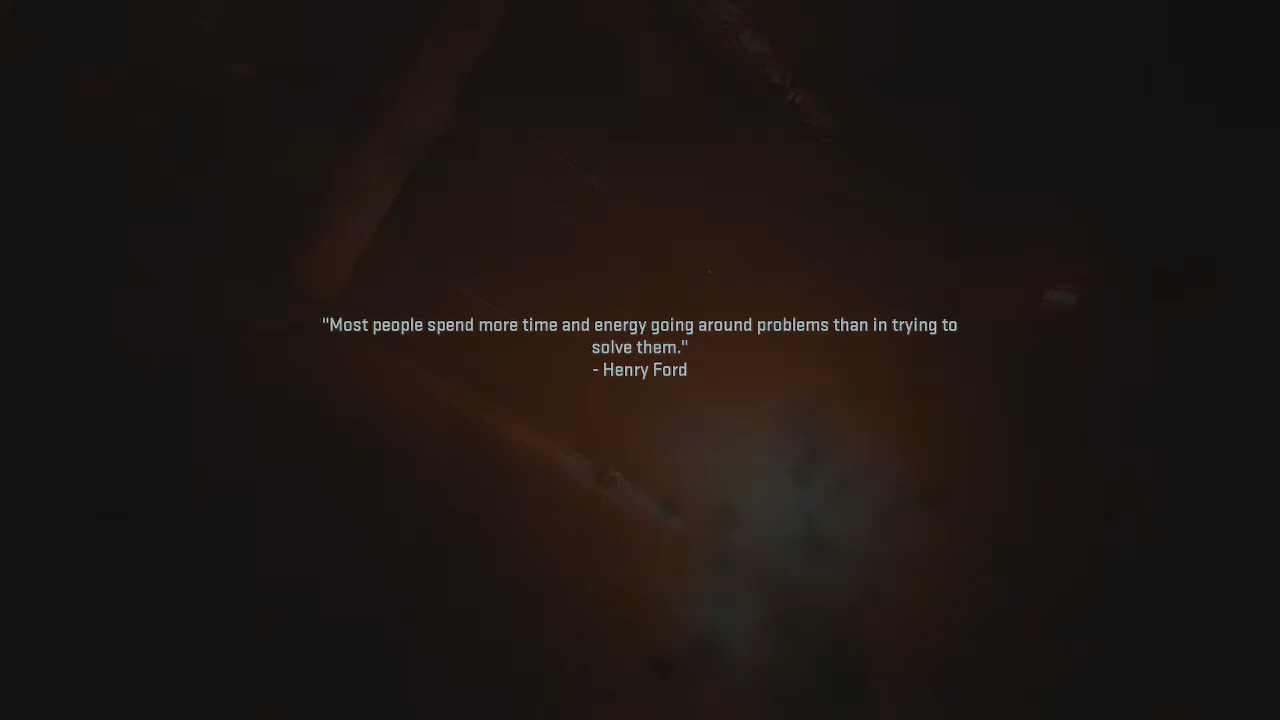 "Most people spend more time and energy going around problems than in trying to
solve them."
- Henry Ford